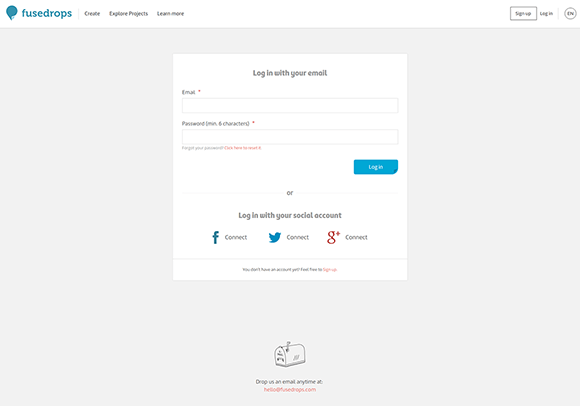 fusedrops Create Explore Projects Learn more Sign up Log in EN
Log in with your email
Email *
Password (min. 6 characters) *
Forgot your password? Click here to reset it
Log in
or
Log in with your social account
Connect Connect Connect
You don't have an account yet? Feel free to Sign up
Drop us an email anytime at:
hello@fusedrops.com